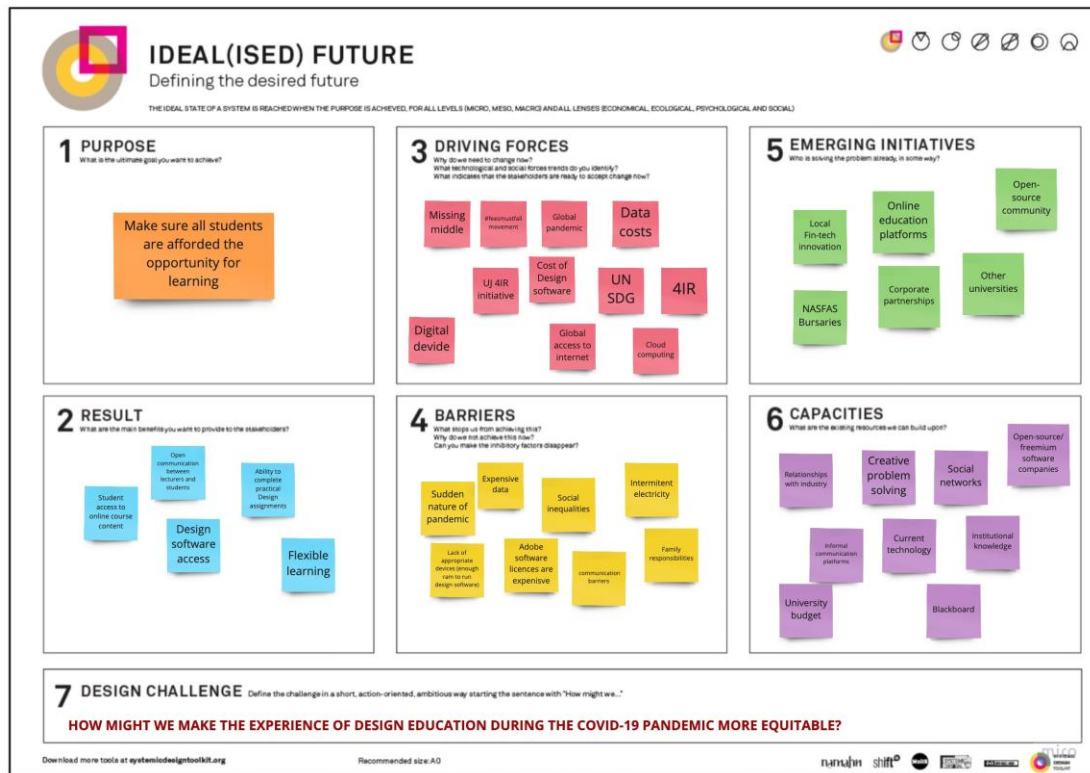 IDEAL(ISED) FUTURE
Defining the desired future
THE IDEAL STATE OF A SYSTEM IS REACHED WHEN THE PURPOSE IS ACHIEVED, FOR ALL LEVELS (MICRO, MESO, MACRO) AND ALL LENSES (ECONOMICAL, ECOLOGICAL, PSYCHOLOGICAL AND SOCIAL)
1 PURPOSE
What is the ultimate goal you want to achieve?
Make sure all students
are afforded the
opportunity for
learning
3 DRIVING FORCES
Why do we need to change now?
What technological and social forces trends do you identify?
What indicates that the stakeholders are ready to accept change now?
Missing
middle
#feesmustfall
movement
Global
pandemic
Data
costs
UJ 4IR
initiative
Cost of
Design
software
UN
SDG
4IR
Digital
devide
Global
access to
internet
Cloud
computing
5 EMERGING INITIATIVES
Who is solving the problem already, in some way?
Local
Fin-tech
innovation
Online
education
platforms
Open-
source
community
NASFAS
Bursaries
Corporate
partnerships
Other
universities
2 RESULT
What are the main benefits you want to provide to the stakeholders?
Student
access to
online course
content
Open
communication
between
lecturers and
students
Ability to
complete
practical
Design
assignments
Design
software
access
Flexible
learning
4 BARRIERS
What stops us from achieving this?
Why do we not achieve this now?
Can you make the inhibitory factors disappear?
Sudden
nature of
pandemic
Expensive
data
Social
inequalities
Intermitent
electricity
Lack of
appropriate
devices (enough
ram to run
design software)
Adobe
software
licences are
expenisve
communication
barriers
Family
responsibilities
6 CAPACITIES
What are the existing resources we can build upon?
Relationships
with industry
Creative
problem
solving
Social
networks
Open-source/
freemium
software
companies
Informal
communication
platforms
Current
technology
Institutional
knowledge
University
budget
Blackboard
7 DESIGN CHALLENGE Define the challenge in a short, action-oriented, ambitious way starting the sentence with "How might we..."
HOW MIGHT WE MAKE THE EXPERIENCE OF DESIGN EDUCATION DURING THE COVID-19 PANDEMIC MORE EQUITABLE?
Download more tools at systemicdesigntoolkit.org
Recommended size: A0
namahn
shift
miro